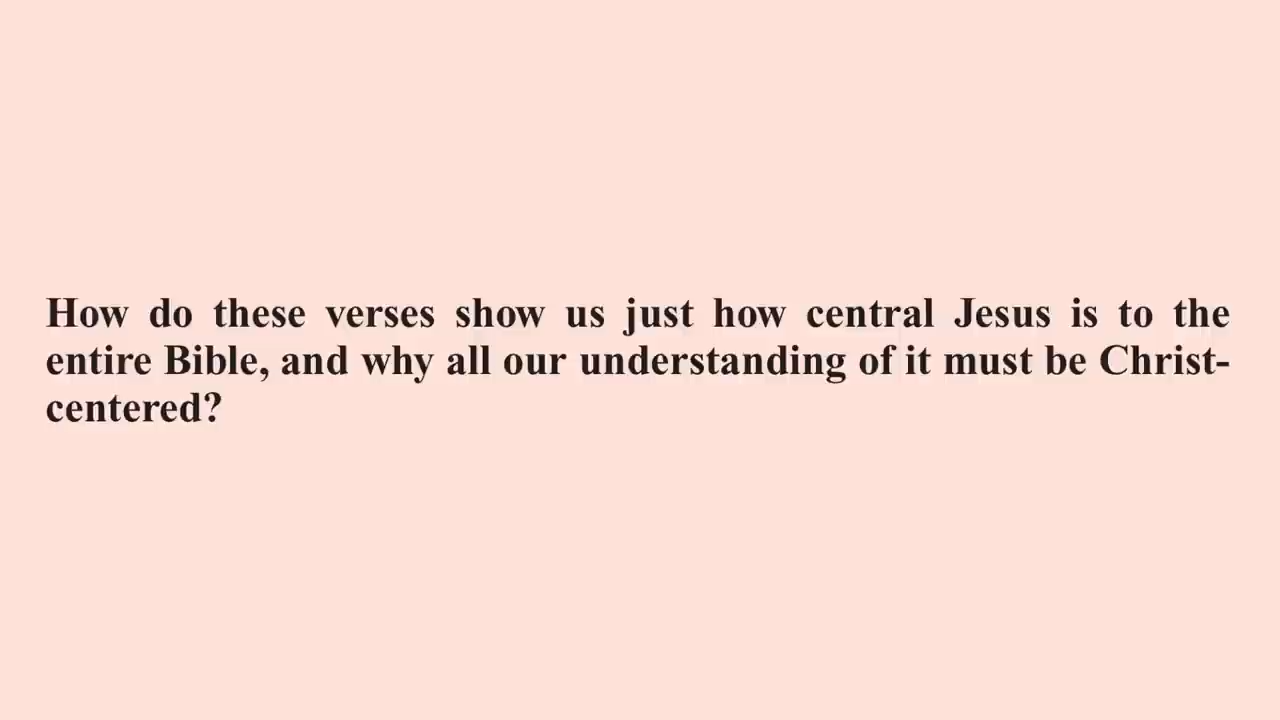 How do these verses show us just how central Jesus is to the
entire Bible, and why all our understanding of it must be Christ-
centered?